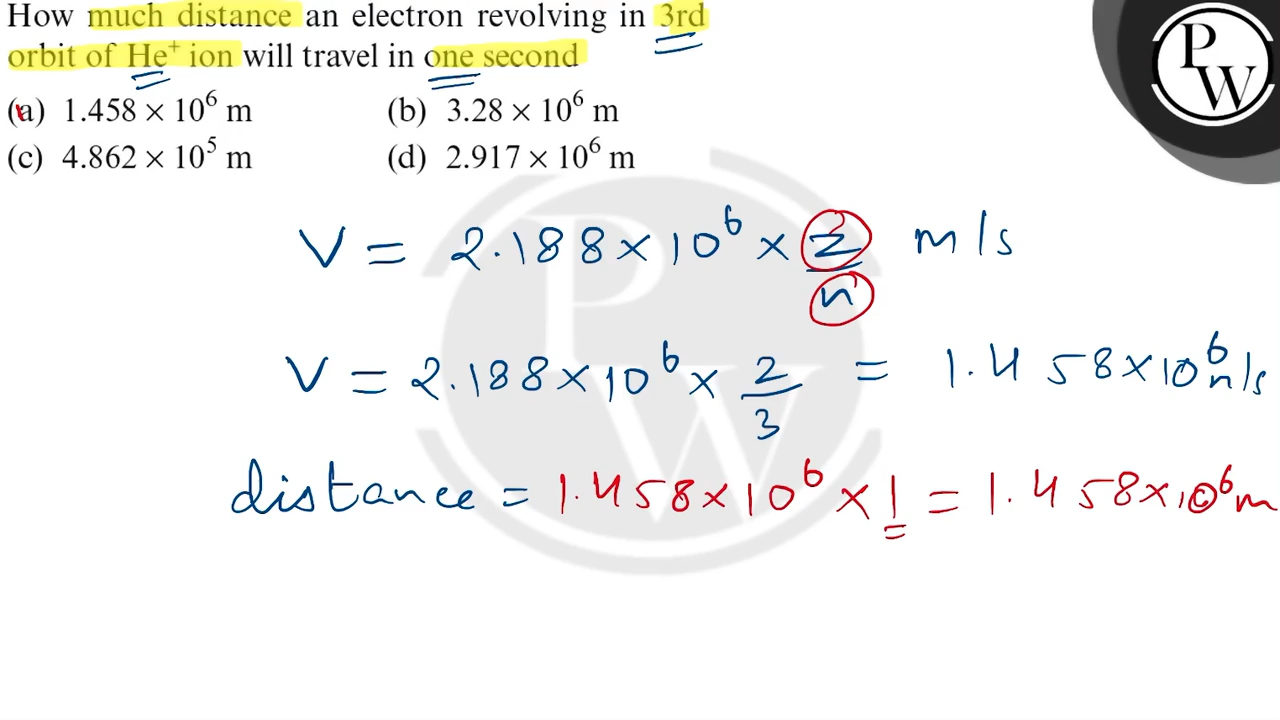 How much distance an electron revolving in 3rd
orbit of He⁺ ion will travel in one second
(a) 1.458 × 10⁶ m (b) 3.28 × 10⁶ m
(c) 4.862 × 10⁵ m (d) 2.917 × 10⁶ m
P
W
V = 2.188 × 10⁶ × z/n m/s
V = 2.188 × 10⁶ × 2/3 = 1.458 × 10⁶ m/s
distance = 1.458 × 10⁶ × 1 = 1.458 × 10⁶ m
P
W